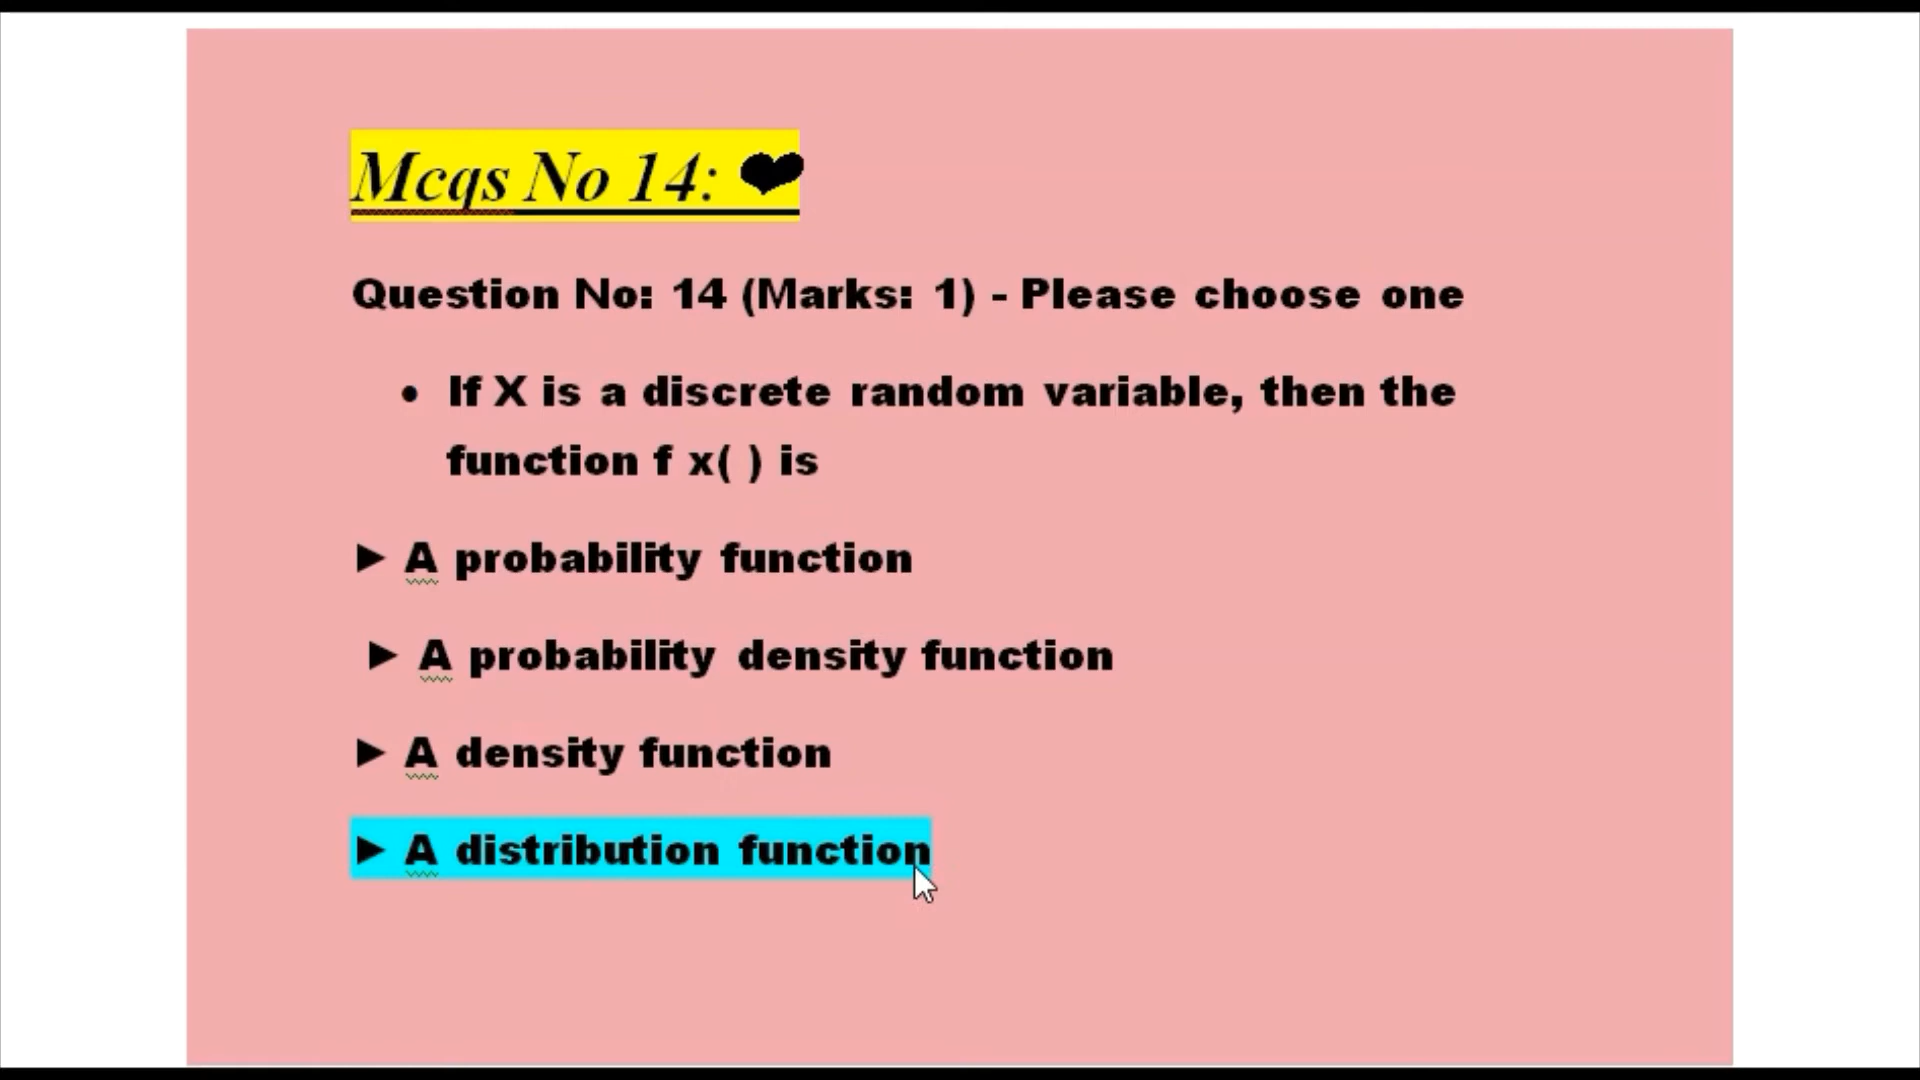 Mcqs No 14: ❤
Question No: 14 (Marks: 1) - Please choose one
• If X is a discrete random variable, then the
function f x( ) is
► A probability function
► A probability density function
► A density function
► A distribution function